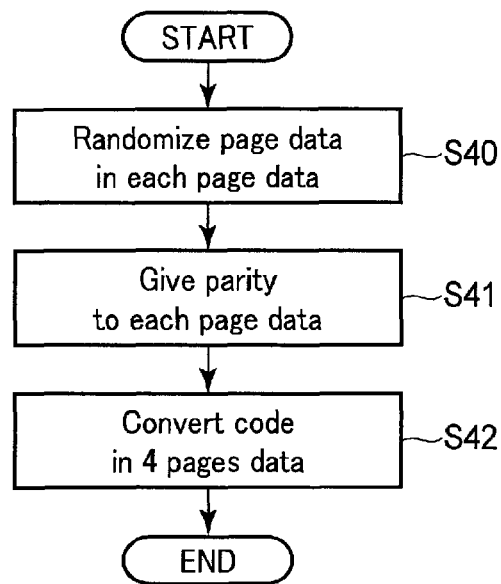 START
Randomize page data
in each page data
S40
Give parity
to each page data
S41
Convert code
in 4 pages data
S42
END